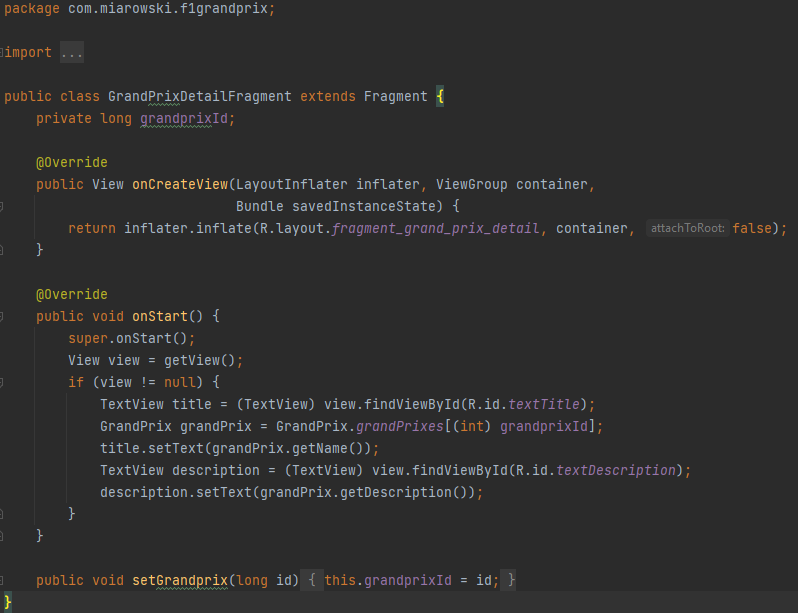 package com.miarowski.f1grandprix;
import ...
public class GrandPrixDetailFragment extends Fragment {
    private long grandprixId;
    @Override
    public View onCreateView(LayoutInflater inflater, ViewGroup container,
                             Bundle savedInstanceState) {
        return inflater.inflate(R.layout.fragment_grand_prix_detail, container, attachToRoot: false);
    }
    @Override
    public void onStart() {
        super.onStart();
        View view = getView();
        if (view != null) {
            TextView title = (TextView) view.findViewById(R.id.textTitle);
            GrandPrix grandPrix = GrandPrix.grandPrixes[(int) grandprixId];
            title.setText(grandPrix.getName());
            TextView description = (TextView) view.findViewById(R.id.textDescription);
            description.setText(grandPrix.getDescription());
        }
    }
    public void setGrandprix(long id) { this.grandprixId = id; }
}